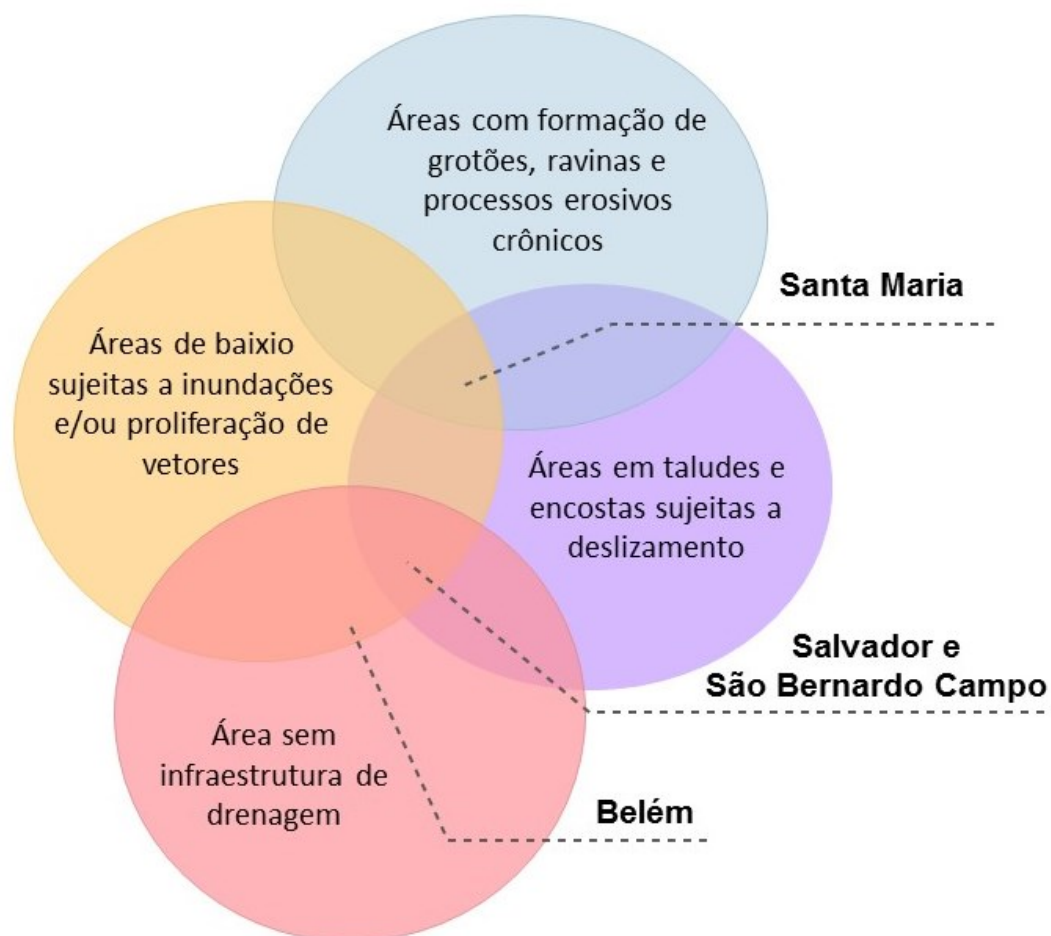 Áreas com formação de
grotões, ravinas e
processos erosivos
crônicos
Santa Maria
Áreas de baixio
sujeitas a inundações
e/ou proliferação de
vetores
Áreas em taludes e
encostas sujeitas a
deslizamento
Salvador e
São Bernardo Campo
Área sem
infraestrutura de
drenagem
Belém